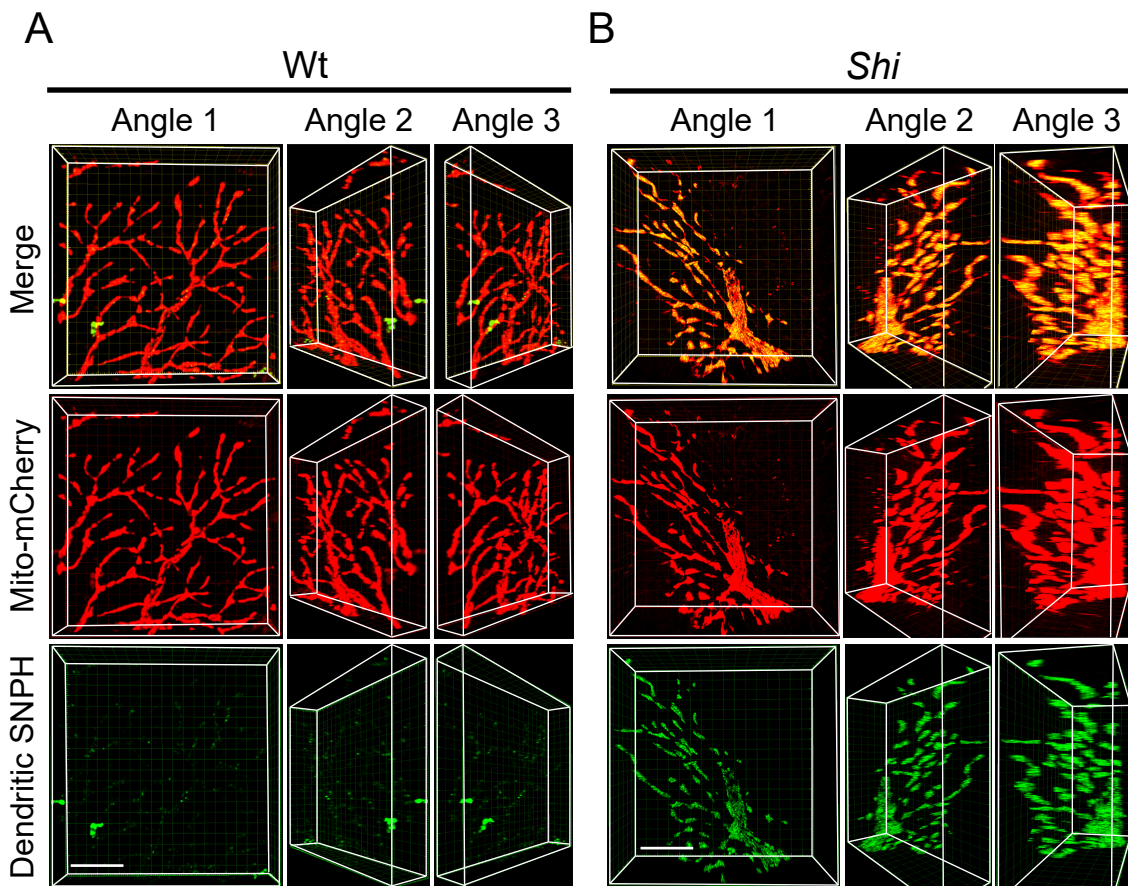 A
B
Wt
Shi
Angle 1 Angle 2 Angle 3
Angle 1 Angle 2 Angle 3
Merge
Mito-mCherry
Dendritic SNPH